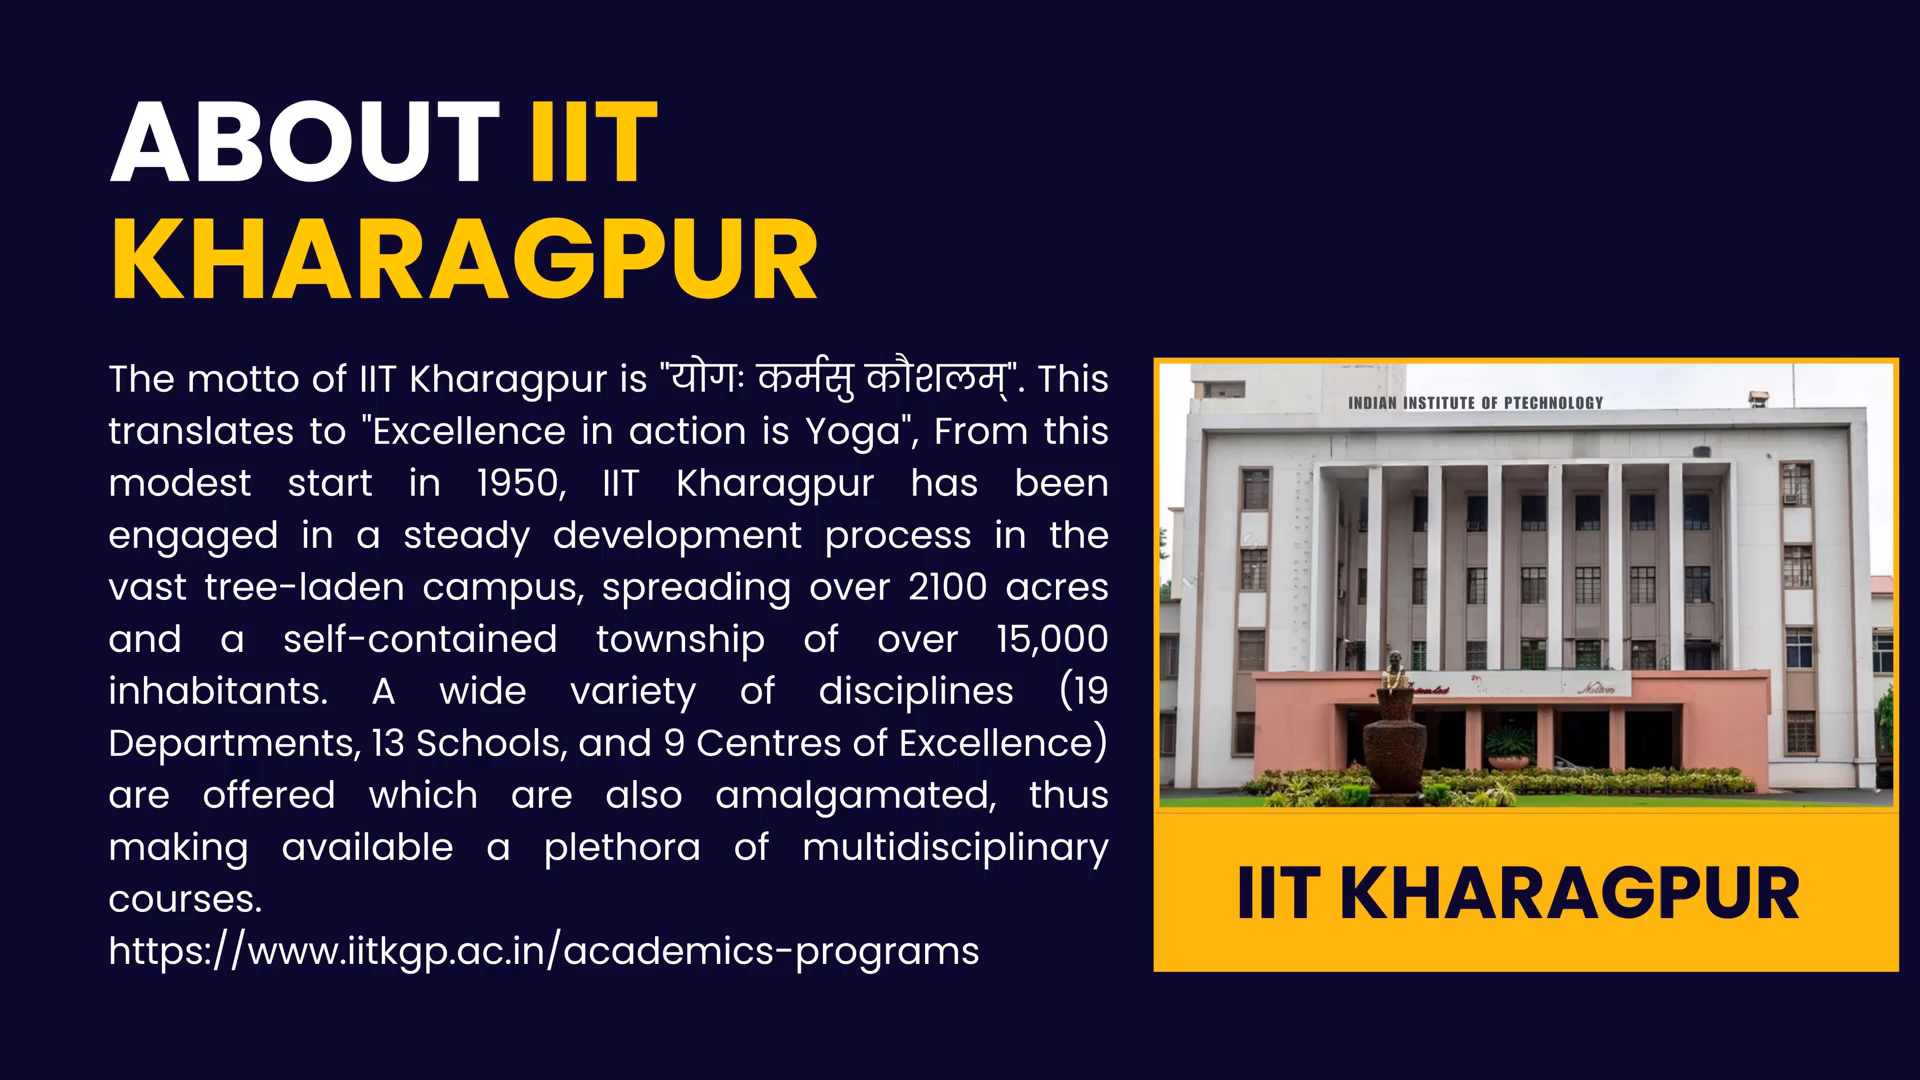 ABOUT IIT
KHARAGPUR
The motto of IIT Kharagpur is "योगः कर्मसु कौशलम्". This
translates to "Excellence in action is Yoga", From this
modest start in 1950, IIT Kharagpur has been
engaged in a steady development process in the
vast tree-laden campus, spreading over 2100 acres
and a self-contained township of over 15,000
inhabitants. A wide variety of disciplines (19
Departments, 13 Schools, and 9 Centres of Excellence)
are offered which are also amalgamated, thus
making available a plethora of multidisciplinary
courses.
https://www.iitkgp.ac.in/academics-programs
INDIAN INSTITUTE OF PTECHNOLOGY
IIT KHARAGPUR